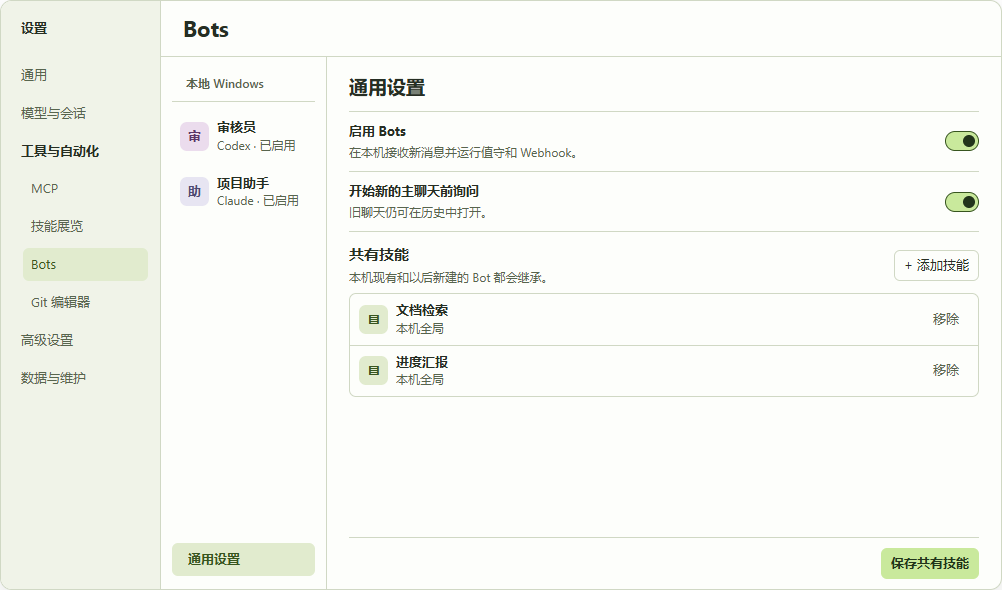 设置
通用
模型与会话
工具与自动化
MCP
技能展览
Bots
Git 编辑器
高级设置
数据与维护
Bots
本地 Windows
审
审核员
Codex · 已启用
助
项目助手
Claude · 已启用
通用设置
通用设置
启用 Bots
在本机接收新消息并运行值守和 Webhook。
开始新的主聊天前询问
旧聊天仍可在历史中打开。
共有技能
本机现有和以后新建的 Bot 都会继承。
+ 添加技能
文档检索
本机全局
移除
进度汇报
本机全局
移除
保存共有技能